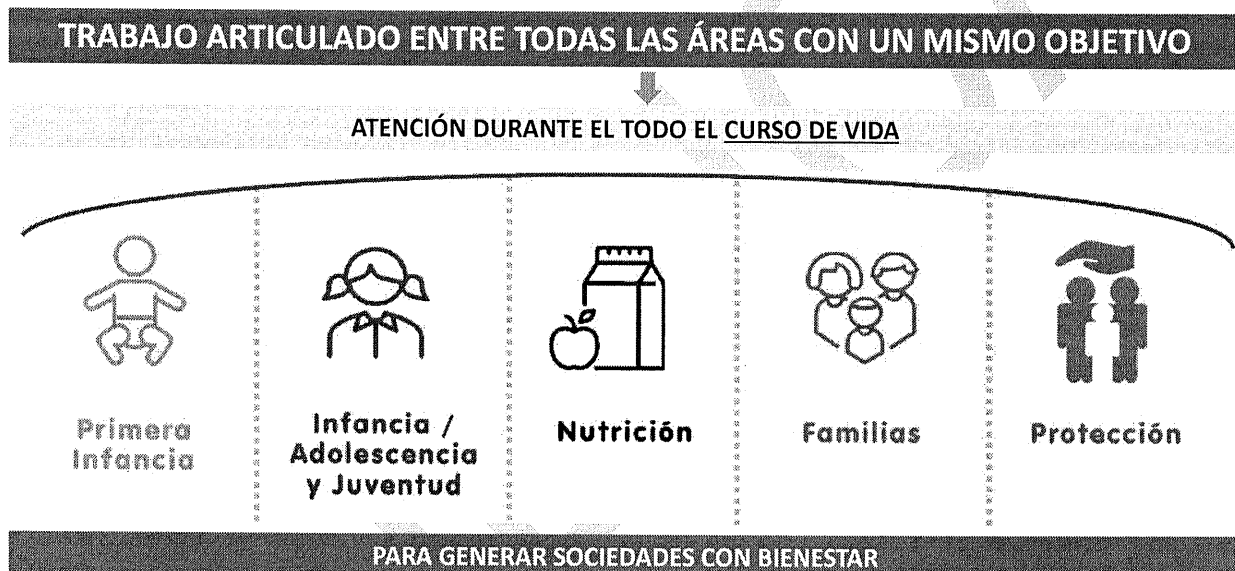 TRABAJO ARTICULADO ENTRE TODAS LAS ÁREAS CON UN MISMO OBJETIVO
ATENCIÓN DURANTE EL TODO EL CURSO DE VIDA
Primera
Infancia
Infancia /
Adolescencia
y Juventud
Nutrición
Familias
Protección
PARA GENERAR SOCIEDADES CON BIENESTAR